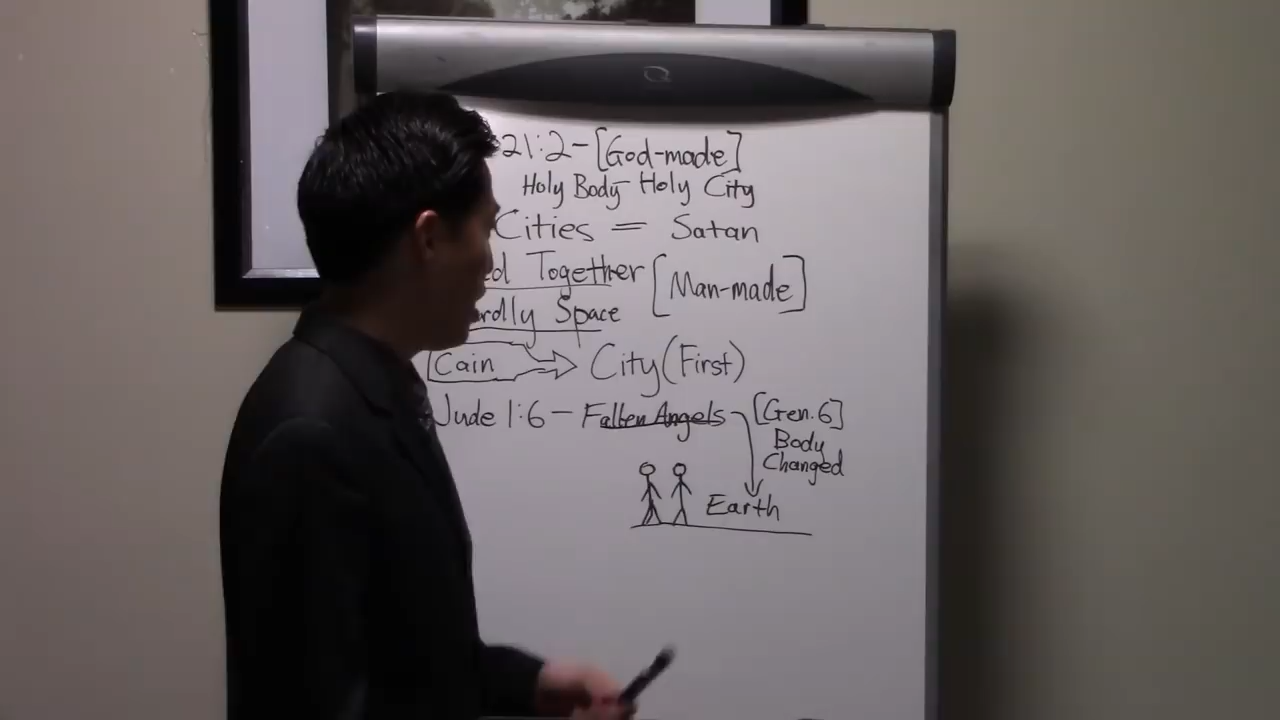 21:2-[God-made]
Holy Body- Holy City
Cities = Satan
Together [Man-made]
Space
Cain City (First)
Jude 1:6 - Fallen Angels [Gen. 6]
Body
Changed
Earth